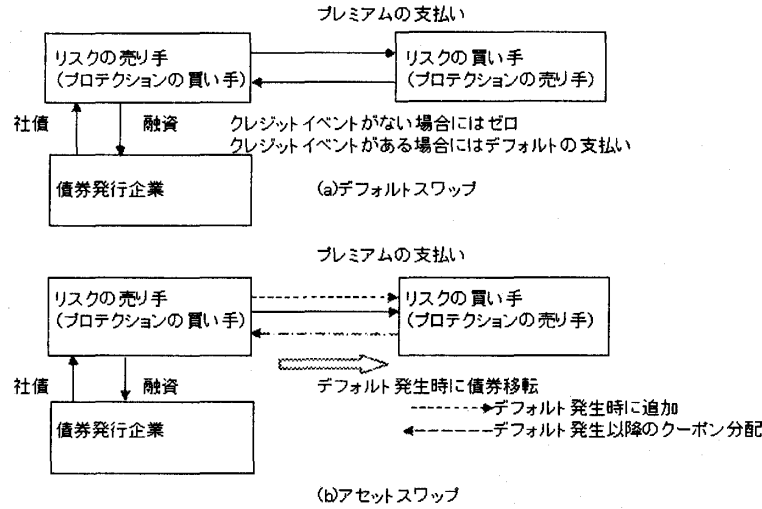 プレミアムの支払い
リスクの売り手
(プロテクションの買い手)
リスクの買い手
(プロテクションの売り手)
社債
融資
クレジットイベントがない場合にはゼロ
クレジットイベントがある場合にはデフォルトの支払い
債券発行企業
(a)デフォルトスワップ
プレミアムの支払い
リスクの売り手
(プロテクションの買い手)
リスクの買い手
(プロテクションの売り手)
社債
融資
デフォルト発生時に債券移転
デフォルト発生時に追加
デフォルト発生以降のクーポン分配
債券発行企業
(b)アセットスワップ